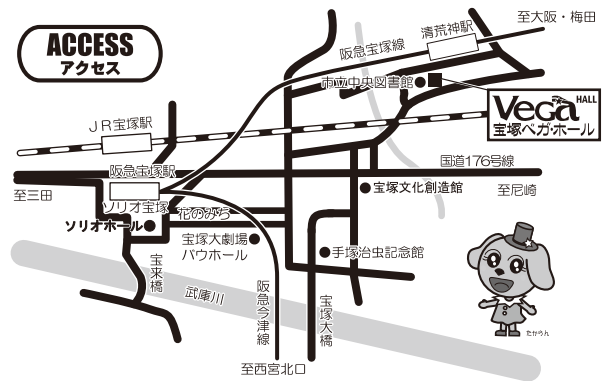 ACCESS
アクセス
至大阪・梅田
清荒神駅
阪急宝塚線
市立中央図書館
Vega HALL
宝塚ベガ・ホール
JR宝塚駅
国道176号線
阪急宝塚駅
至三田
宝塚文化創造館
至尼崎
ソリオ宝塚
花のみち
ソリオホール
宝塚大劇場
バウホール
手塚治虫記念館
宝来橋
武庫川
阪急今津線
宝塚大橋
たからん
至西宮北口